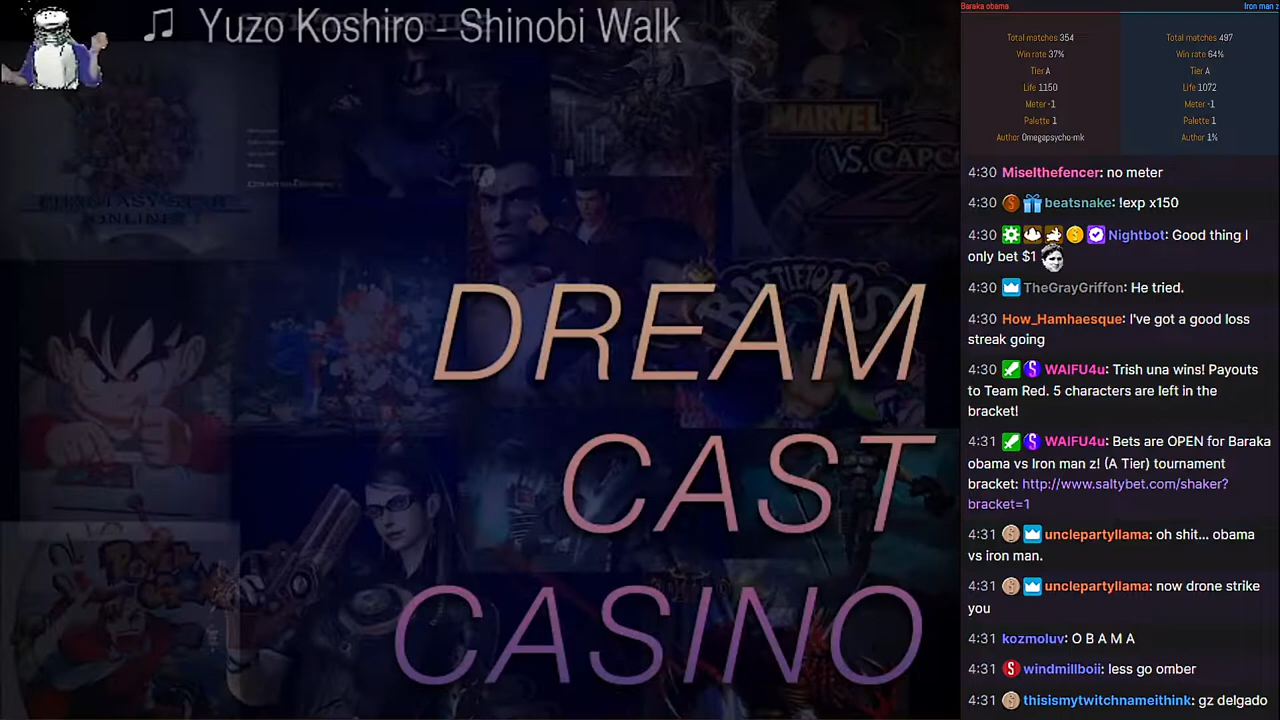 ♫ Yuzo Koshiro - Shinobi Walk
PHANTASY STAR
ONLINE
MARVEL
VS. CAPCOM
BATTLETOADS
DREAM
CAST
CASINO
Baraka obama
Iron man z
Total matches 354
Win rate 37%
Tier A
Life 1150
Meter -1
Palette 1
Author Omegapsycho-mk
Total matches 497
Win rate 64%
Tier A
Life 1072
Meter -1
Palette 1
Author 1%
4:30 Miselthefencer: no meter
4:30 beatsnake: !exp x150
4:30 Nightbot: Good thing I
only bet $1
4:30 TheGrayGriffon: He tried.
4:30 How_Hamhaesque: I've got a good loss
streak going
4:30 WAIFU4u: Trish una wins! Payouts
to Team Red. 5 characters are left in the
bracket!
4:31 WAIFU4u: Bets are OPEN for Baraka
obama vs Iron man z! (A Tier) tournament
bracket: http://www.saltybet.com/shaker?
bracket=1
4:31 unclepartyllama: oh shit... obama
vs iron man.
4:31 unclepartyllama: now drone strike
you
4:31 kozmoluv: O B A M A
4:31 windmillboii: less go omber
4:31 thisismytwitchnameithink: gz delgado